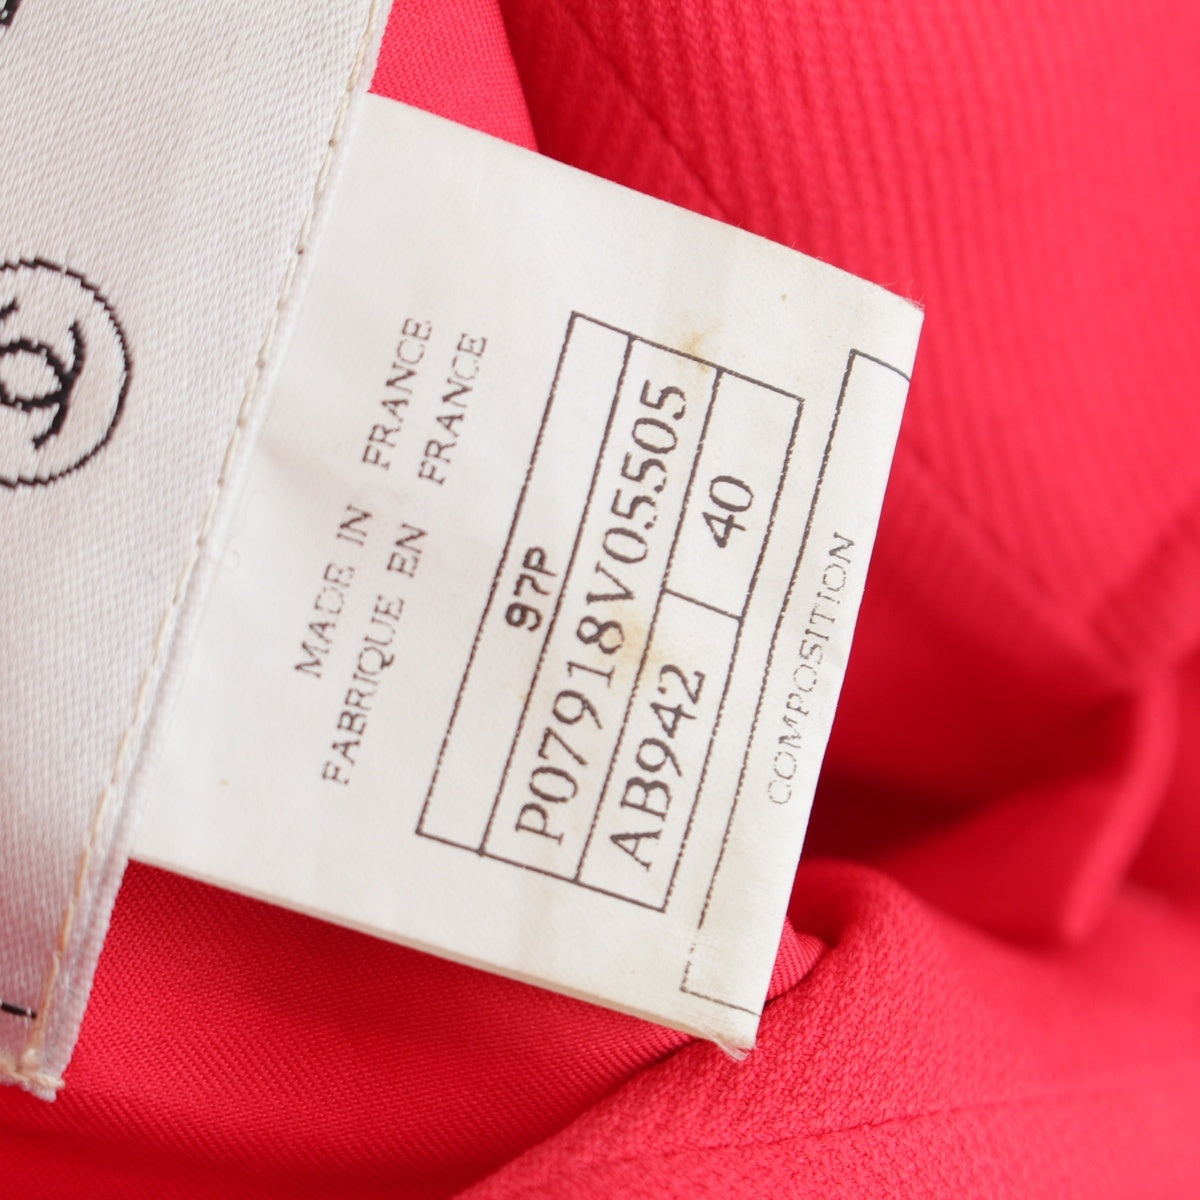 MADE IN FRANCE
FABRIQUE EN FRANCE
97P
P07918V05505
AB942 40
COMPOSITION